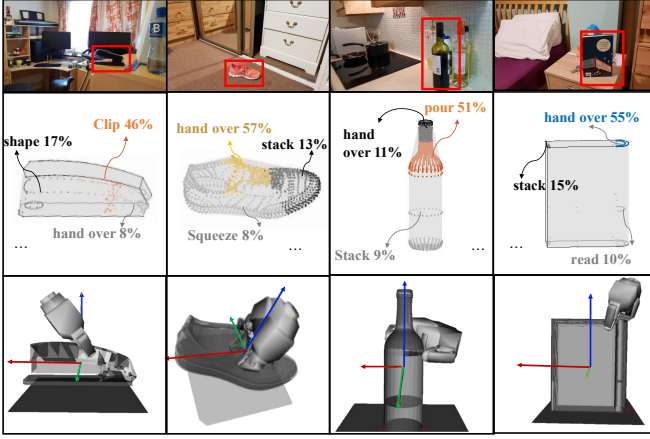 Clip 46%
shape 17%
hand over 8%
...
hand over 57%
stack 13%
Squeeze 8%
...
pour 51%
hand
over 11%
Stack 9%
...
hand over 55%
stack 15%
read 10%
...